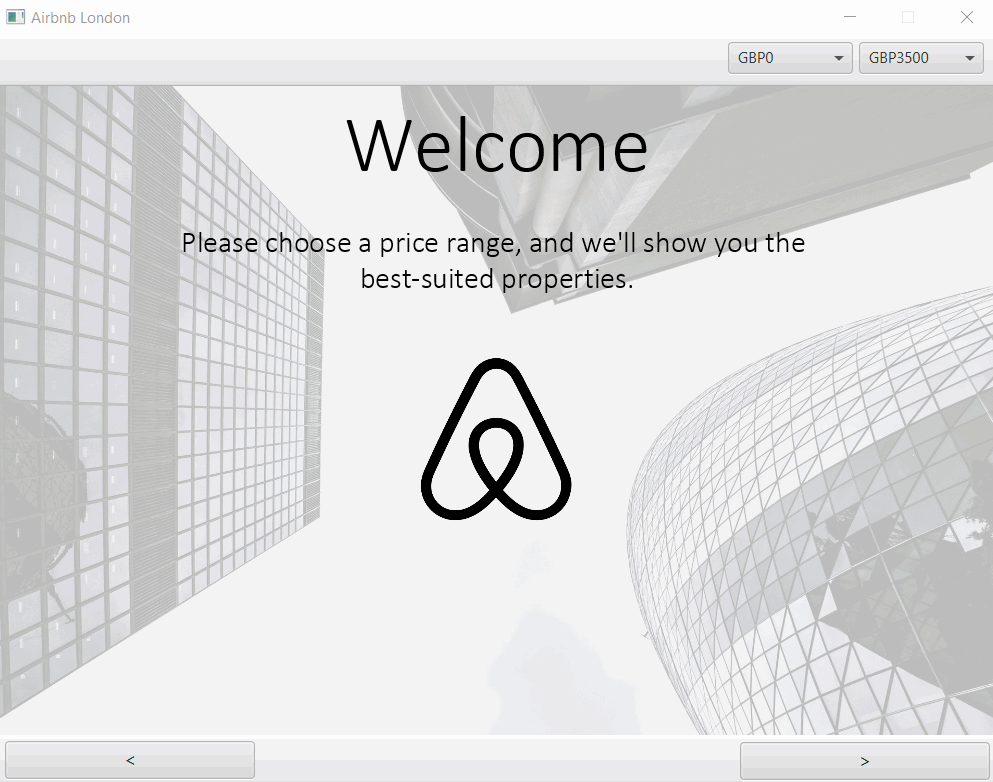 Airbnb London
GBP0
GBP3500
Welcome
Please choose a price range, and we'll show you the
best-suited properties.
<
>